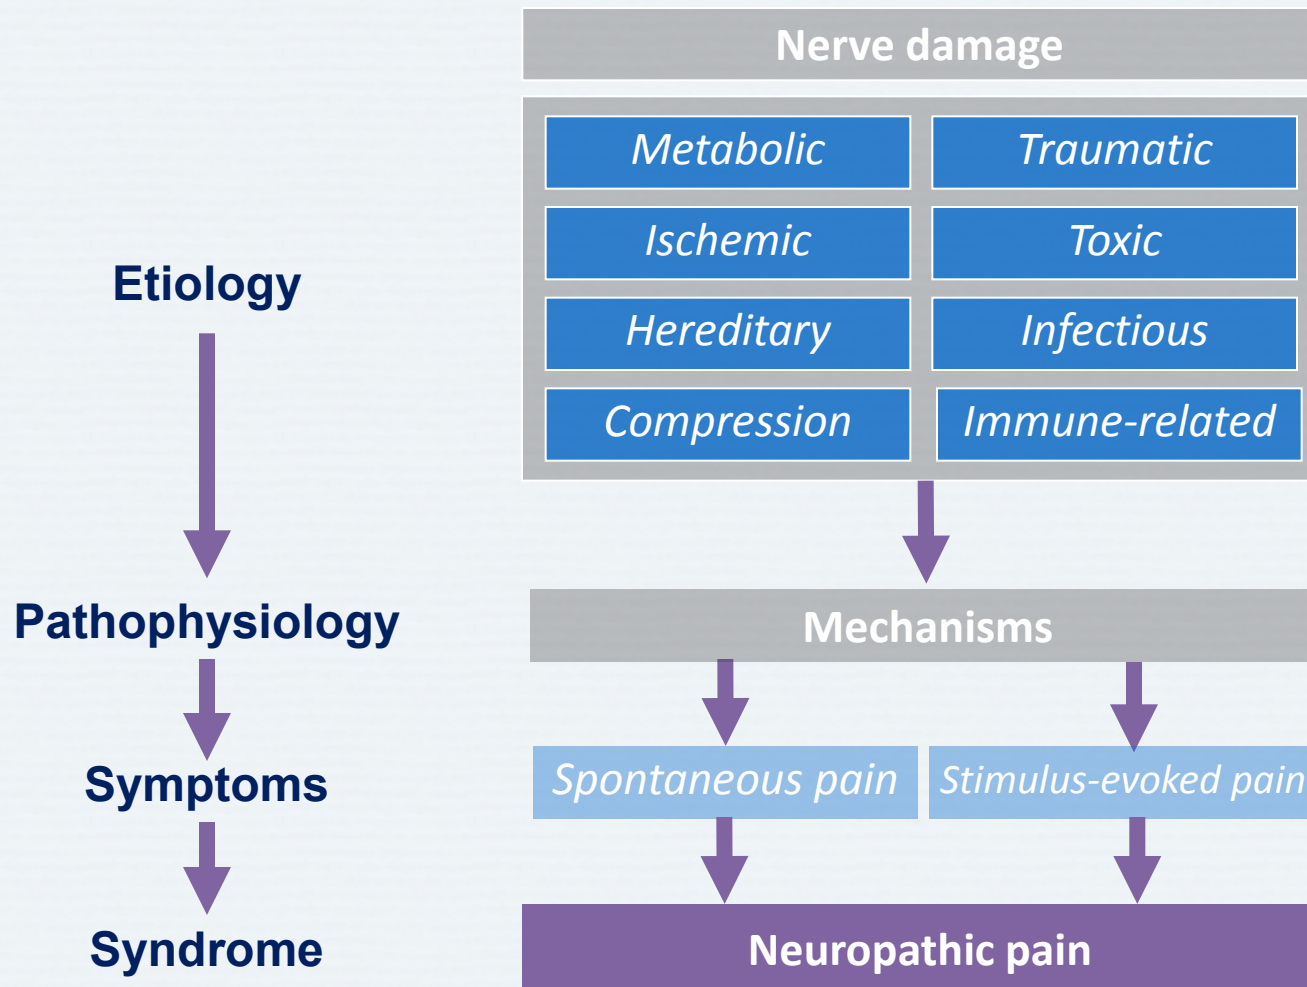 Nerve damage
Metabolic
Traumatic
Ischemic
Toxic
Etiology
Hereditary
Infectious
Compression
Immune-related
Pathophysiology
Mechanisms
Symptoms
Spontaneous pain
Stimulus-evoked pain
Syndrome
Neuropathic pain